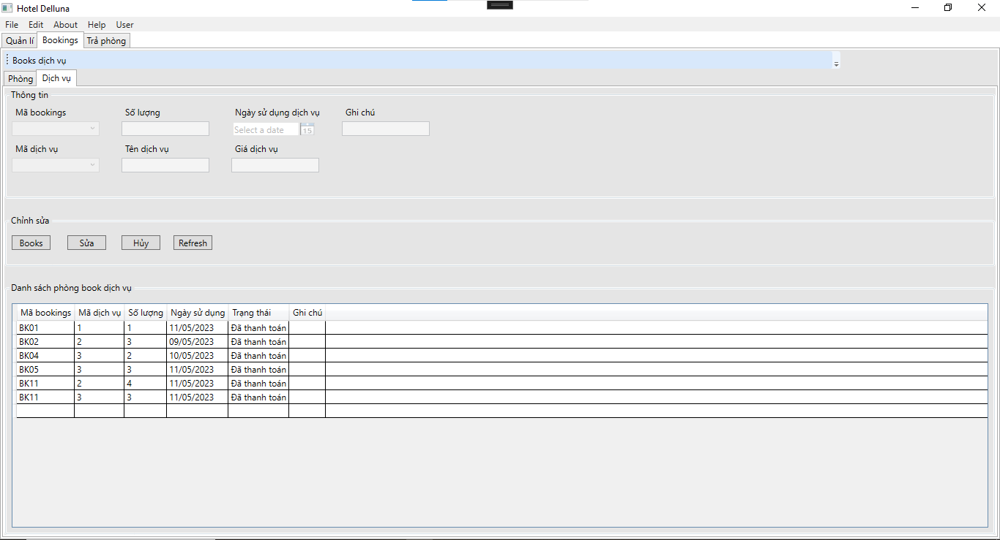 Hotel Delluna
File Edit About Help User
Quản lí Bookings Trả phòng
Books dịch vụ
Phòng Dịch vụ
Thông tin
Mã bookings Số lượng Ngày sử dụng dịch vụ Ghi chú
Select a date 15
Mã dịch vụ Tên dịch vụ Giá dịch vụ
Chỉnh sửa
Books Sửa Hủy Refresh
Danh sách phòng book dịch vụ
Mã bookings Mã dịch vụ Số lượng Ngày sử dụng Trạng thái Ghi chú
BK01 1 1 11/05/2023 Đã thanh toán
BK02 2 3 09/05/2023 Đã thanh toán
BK04 3 2 10/05/2023 Đã thanh toán
BK05 3 3 11/05/2023 Đã thanh toán
BK11 2 4 11/05/2023 Đã thanh toán
BK11 3 3 11/05/2023 Đã thanh toán